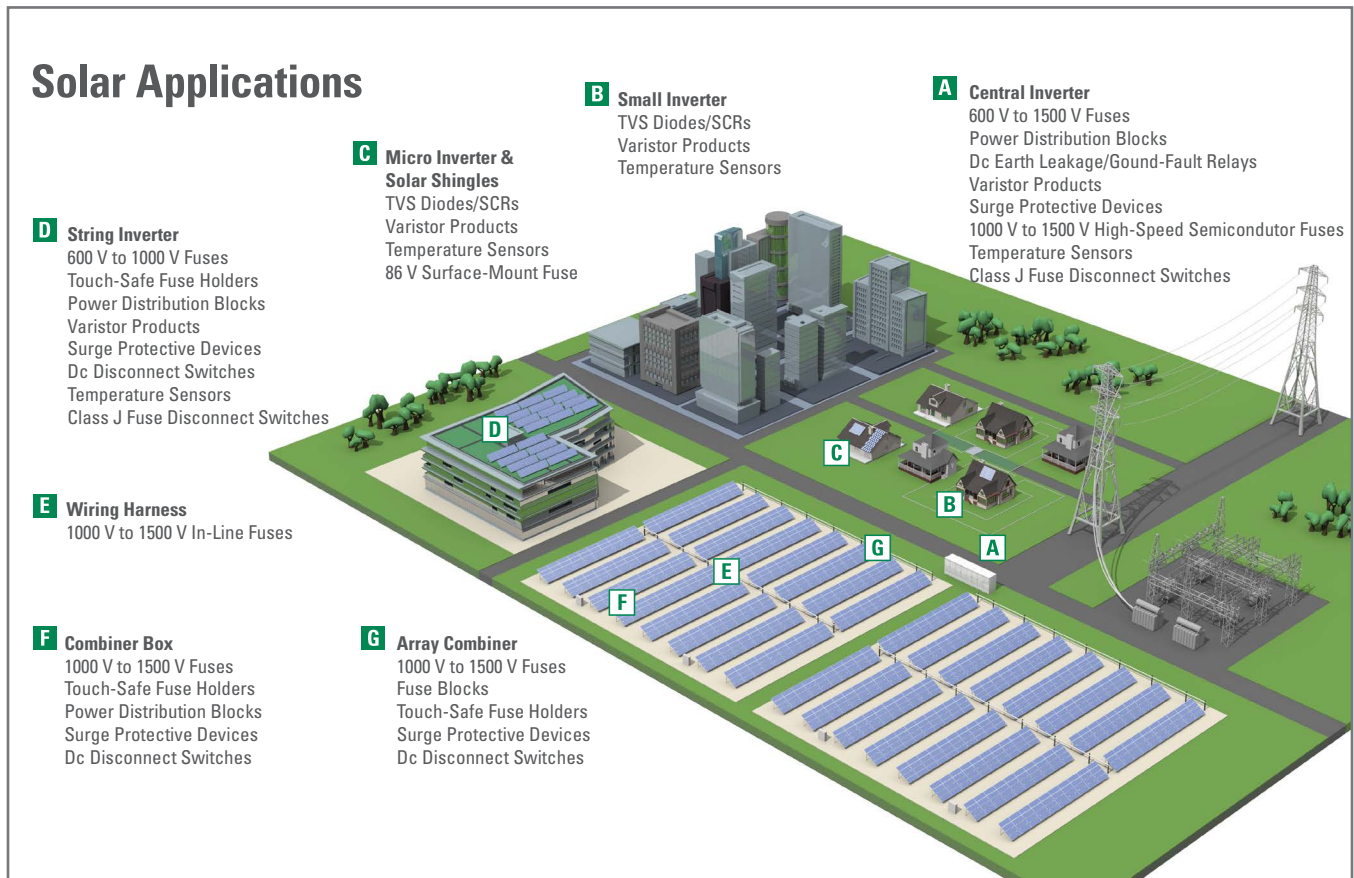 Solar Applications
A Central Inverter
600 V to 1500 V Fuses
Power Distribution Blocks
Dc Earth Leakage/Gound-Fault Relays
Varistor Products
Surge Protective Devices
1000 V to 1500 V High-Speed Semicondutor Fuses
Temperature Sensors
Class J Fuse Disconnect Switches
B Small Inverter
TVS Diodes/SCRs
Varistor Products
Temperature Sensors
C Micro Inverter &
Solar Shingles
TVS Diodes/SCRs
Varistor Products
Temperature Sensors
86 V Surface-Mount Fuse
D String Inverter
600 V to 1000 V Fuses
Touch-Safe Fuse Holders
Power Distribution Blocks
Varistor Products
Surge Protective Devices
Dc Disconnect Switches
Temperature Sensors
Class J Fuse Disconnect Switches
E Wiring Harness
1000 V to 1500 V In-Line Fuses
F Combiner Box
1000 V to 1500 V Fuses
Touch-Safe Fuse Holders
Power Distribution Blocks
Surge Protective Devices
Dc Disconnect Switches
G Array Combiner
1000 V to 1500 V Fuses
Fuse Blocks
Touch-Safe Fuse Holders
Surge Protective Devices
Dc Disconnect Switches
D
C
B
A
G
E
F